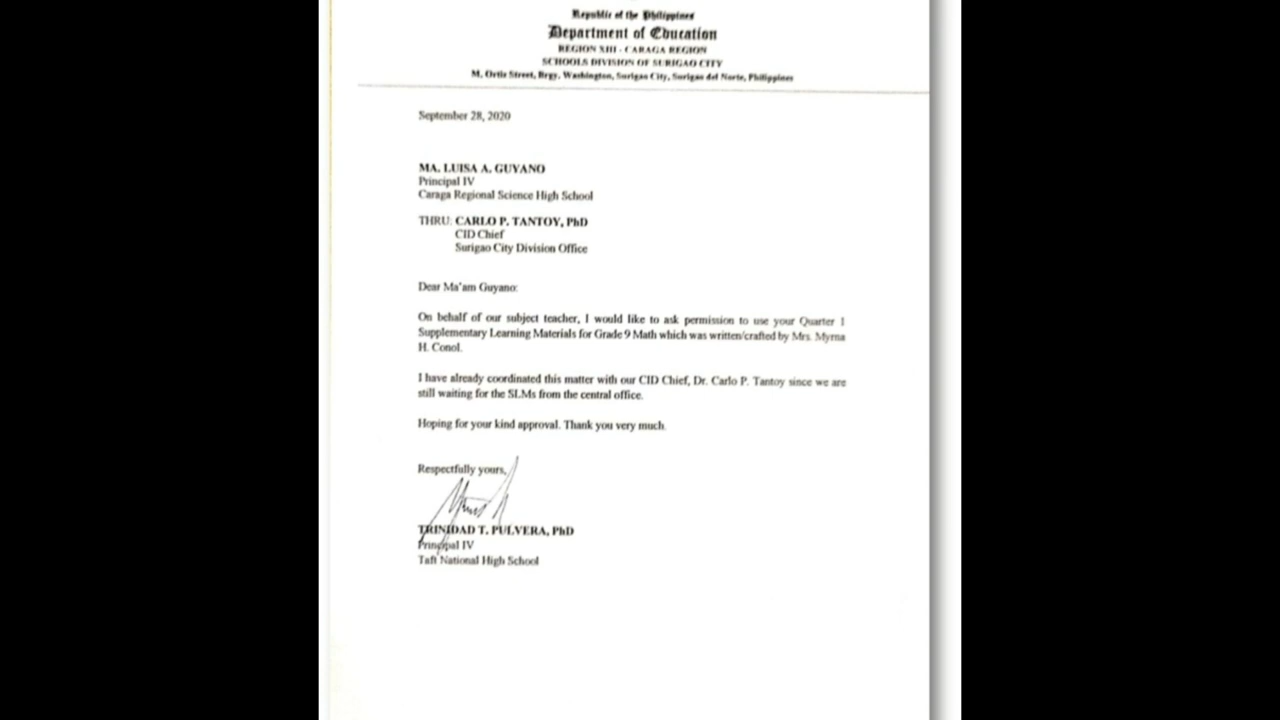 Republic of the Philippines
Department of Education
REGION XIII - CARAGA REGION
SCHOOLS DIVISION OF SURIGAO CITY
M. Ortiz Street, Brgy. Washington, Surigao City, Surigao del Norte, Philippines
September 28, 2020
MA. LUISA A. GUYANO
Principal IV
Caraga Regional Science High School
THRU: CARLO P. TANTOY, PhD
CID Chief
Surigao City Division Office
Dear Ma'am Guyano:
On behalf of our subject teacher, I would like to ask permission to use your Quarter 1
Supplementary Learning Materials for Grade 9 Math which was written/crafted by Mrs. Myrna
H. Conol.
I have already coordinated this matter with our CID Chief, Dr. Carlo P. Tantoy since we are
still waiting for the SLMs from the central office.
Hoping for your kind approval. Thank you very much.
Respectfully yours,
TRINIDAD T. PULVERA, PhD
Principal IV
Taft National High School